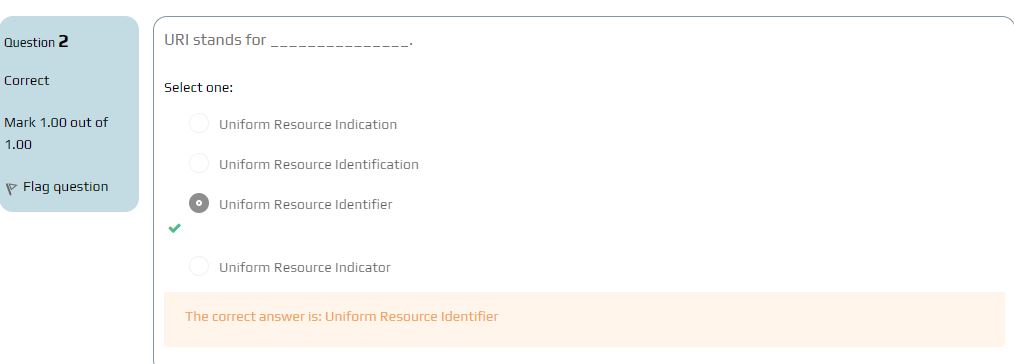 Question 2
Correct
Mark 1.00 out of
1.00
Flag question
URI stands for _______________.
Select one:
Uniform Resource Indication
Uniform Resource Identification
Uniform Resource Identifier
Uniform Resource Indicator
The correct answer is: Uniform Resource Identifier